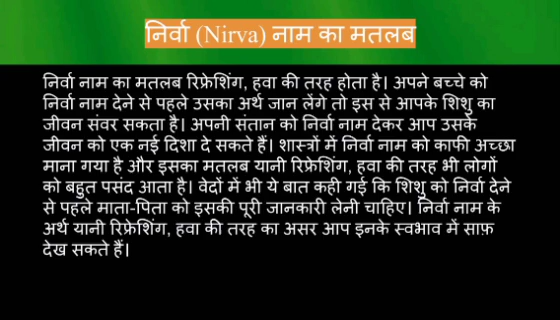 निर्वा (Nirva) नाम का मतलब
निर्वा नाम का मतलब रिफ्रेशिंग, हवा की तरह होता है। अपने बच्चे को
निर्वा नाम देने से पहले उसका अर्थ जान लेंगे तो इस से आपके शिशु का
जीवन संवर सकता है। अपनी संतान को निर्वा नाम देकर आप उसके
जीवन को एक नई दिशा दे सकते हैं। शास्त्रों में निर्वा नाम को काफी अच्छा
माना गया है और इसका मतलब यानी रिफ्रेशिंग, हवा की तरह भी लोगों
को बहुत पसंद आता है। वेदों में भी ये बात कही गई कि शिशु को निर्वा देने
से पहले माता-पिता को इसकी पूरी जानकारी लेनी चाहिए। निर्वा नाम के
अर्थ यानी रिफ्रेशिंग, हवा की तरह का असर आप इनके स्वभाव में साफ़
देख सकते हैं।